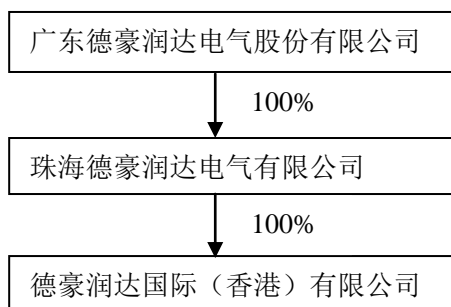 广东德豪润达电气股份有限公司
100%
珠海德豪润达电气有限公司
100%
德豪润达国际（香港）有限公司